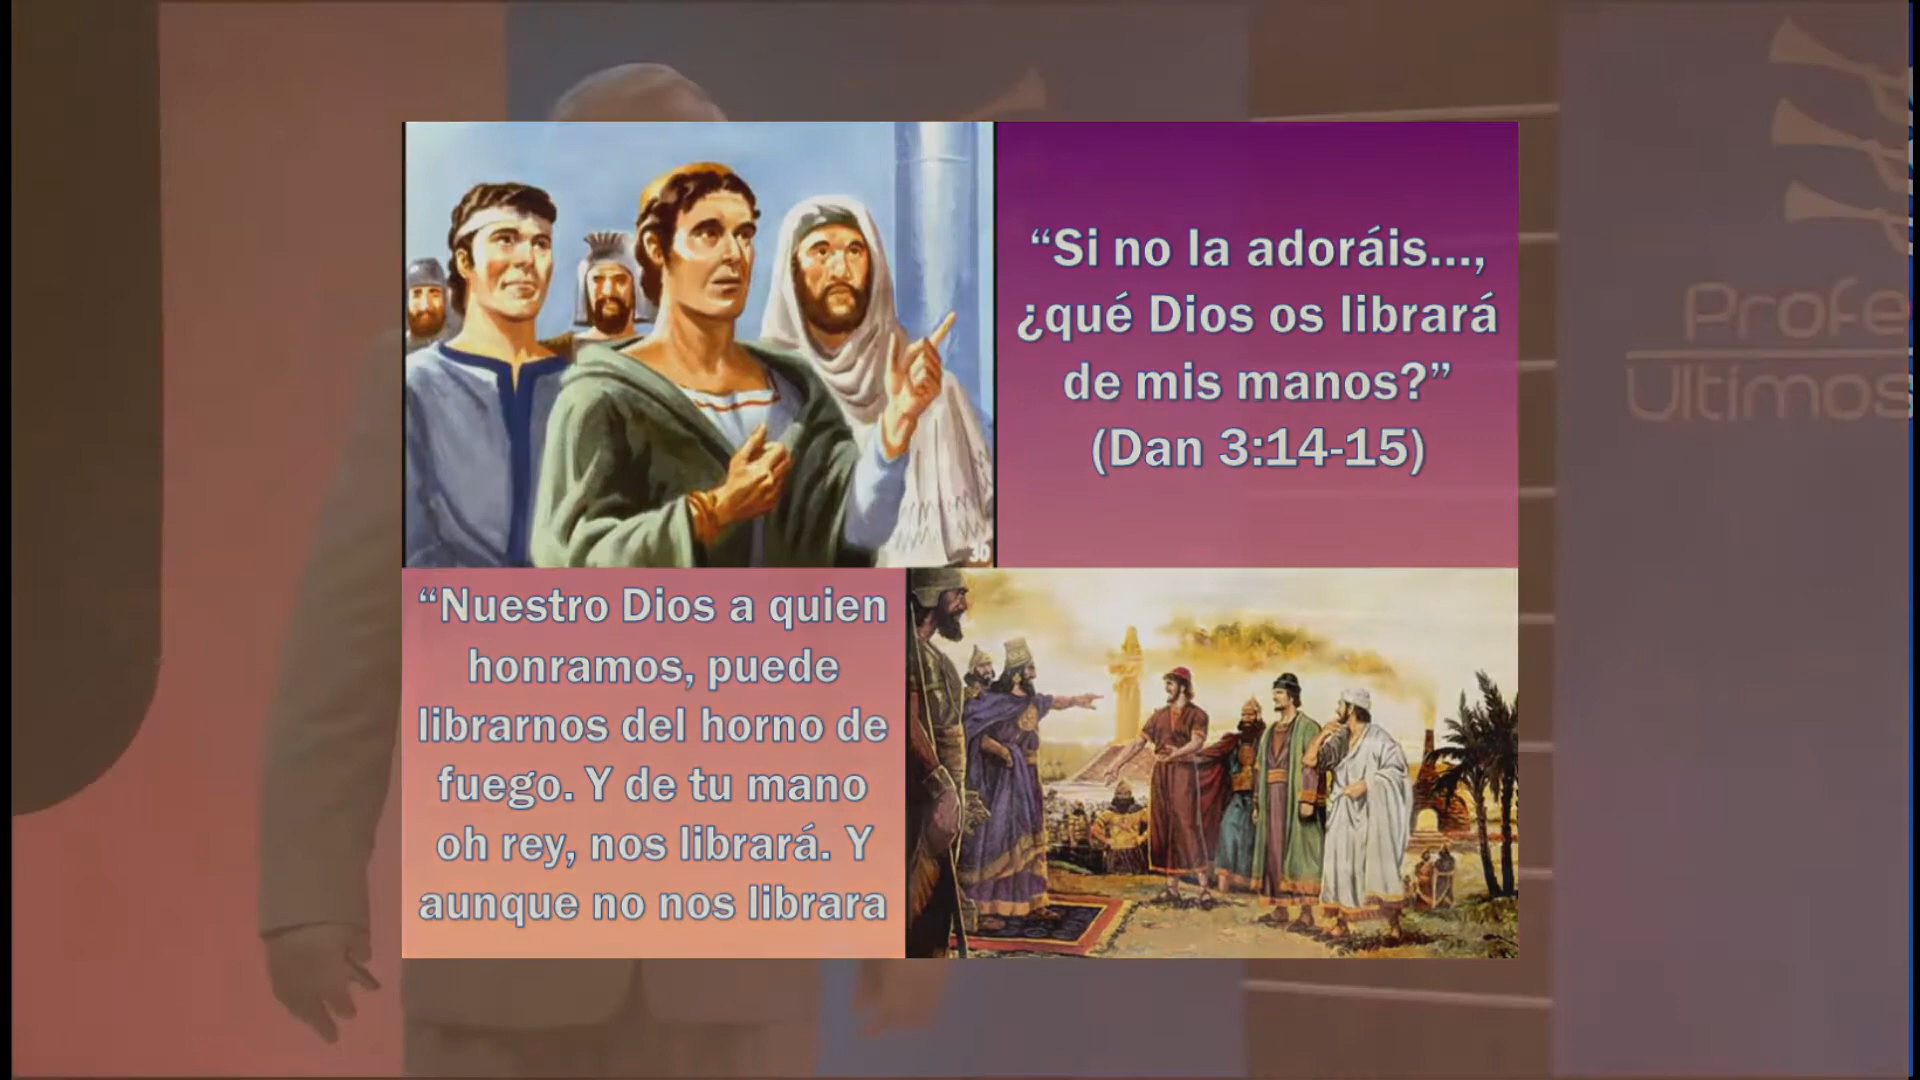 “Si no la adoráis...,
¿qué Dios os librará
de mis manos?”
(Dan 3:14-15)
30
“Nuestro Dios a quien
honramos, puede
librarnos del horno de
fuego. Y de tu mano
oh rey, nos librará. Y
aunque no nos librara
Profe
Ultimos